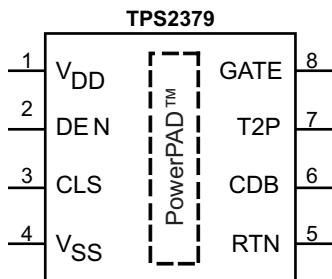 TPS2379
1 VDD GATE 8
2 DEN T2P 7
PowerPAD™
3 CLS CDB 6
4 VSS RTN 5